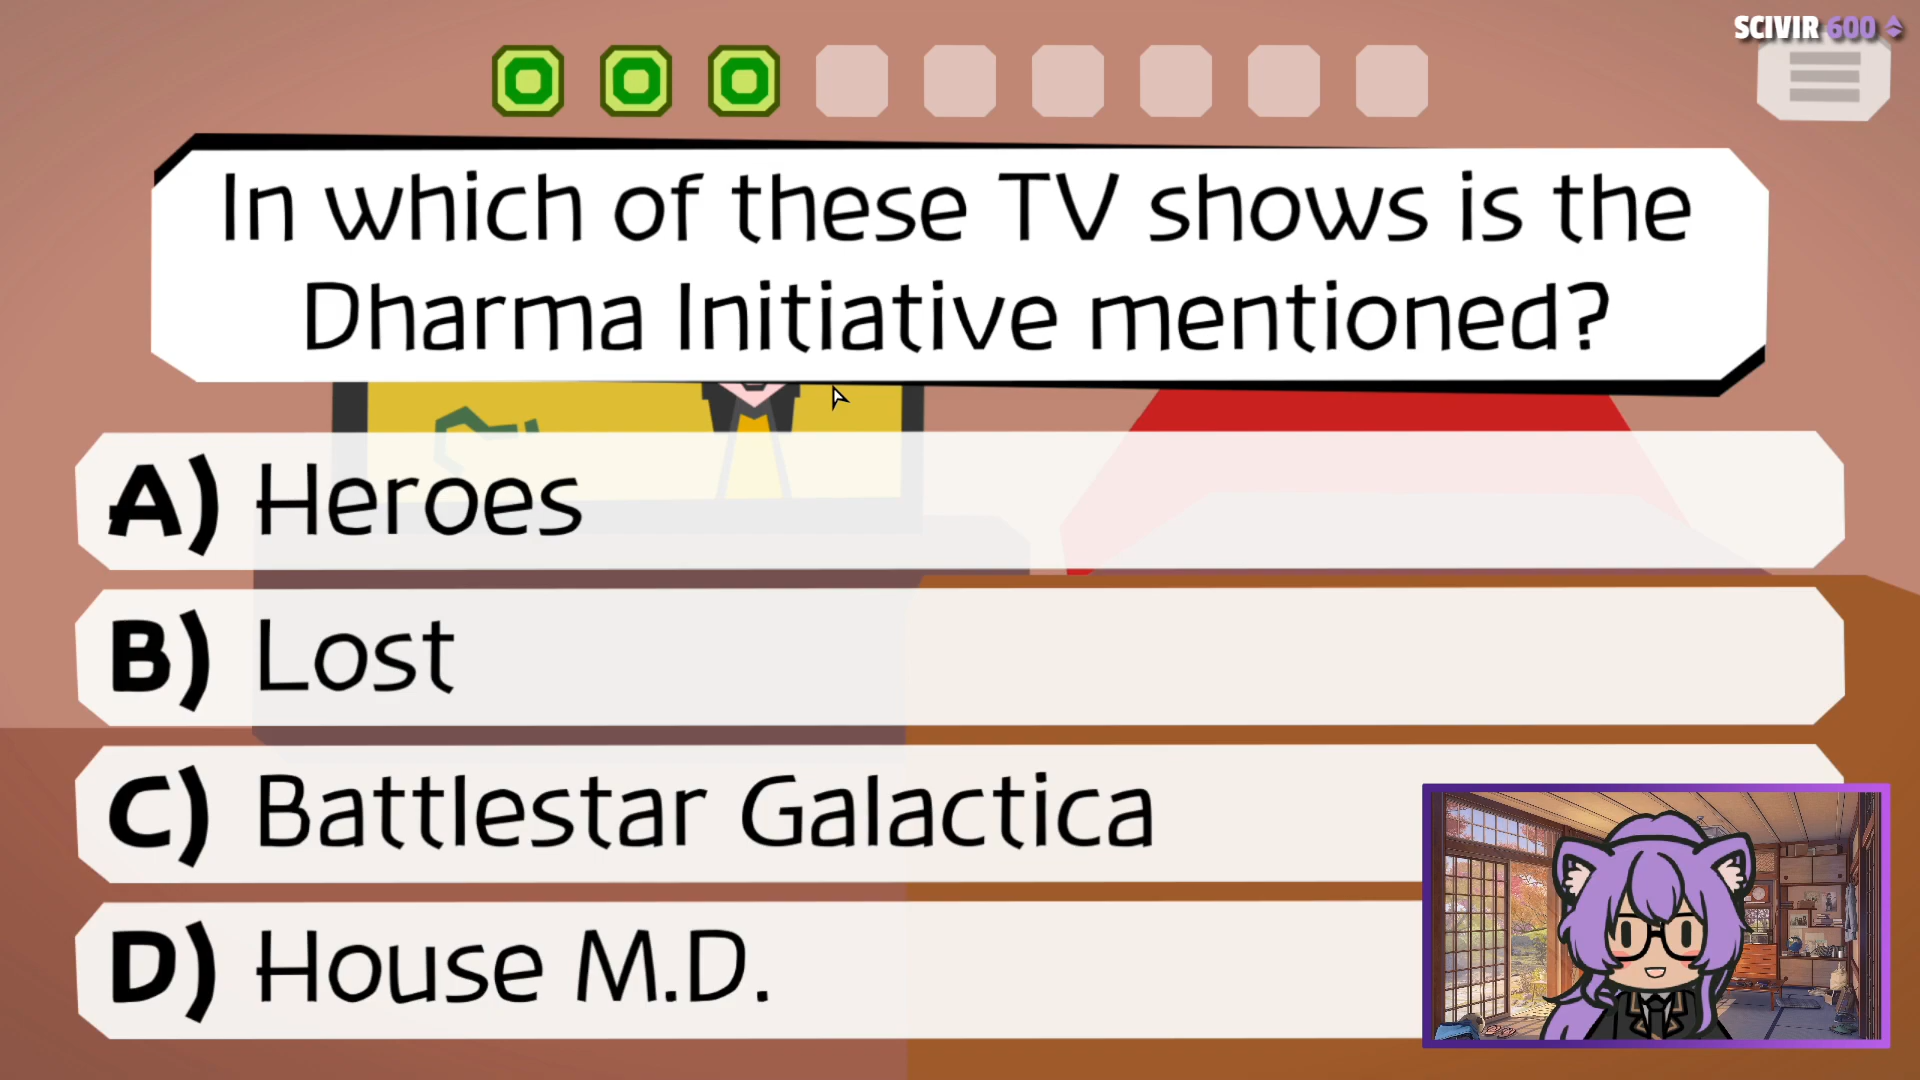 SCIVIR 600
In which of these TV shows is the
Dharma Initiative mentioned?
A) Heroes
B) Lost
C) Battlestar Galactica
D) House M.D.